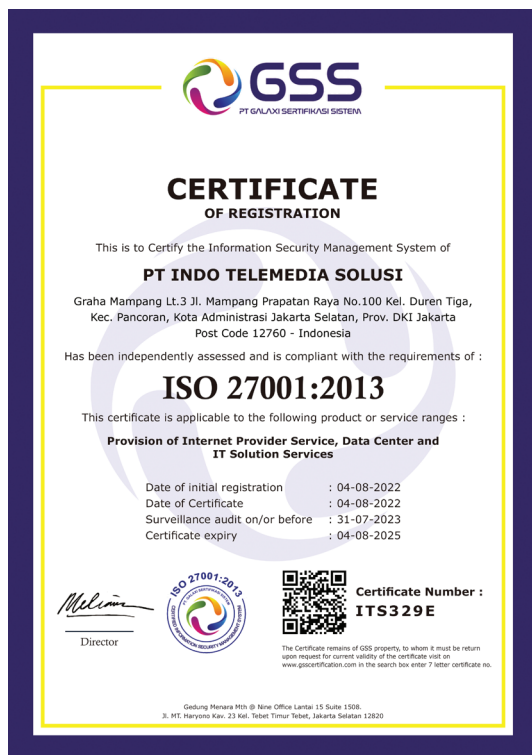 GSS
PT GALAXI SERTIFIKASI SISTEM
CERTIFICATE
OF REGISTRATION
This is to Certify the Information Security Management System of
PT INDO TELEMEDIA SOLUSI
Graha Mampang Lt.3 Jl. Mampang Prapatan Raya No.100 Kel. Duren Tiga,
Kec. Pancoran, Kota Administrasi Jakarta Selatan, Prov. DKI Jakarta
Post Code 12760 - Indonesia
Has been independently assessed and is compliant with the requirements of :
ISO 27001:2013
This certificate is applicable to the following product or service ranges :
Provision of Internet Provider Service, Data Center and
IT Solution Services
Date of initial registration : 04-08-2022
Date of Certificate : 04-08-2022
Surveillance audit on/or before : 31-07-2023
Certificate expiry : 04-08-2025
Director
ISO 27001:2013
PT GALAXI SERTIFIKASI SISTEM
CERTIFIED INFORMATION SECURITY MANAGEMENT SYSTEM
Certificate Number :
ITS329E
The Certificate remains of GSS property, to whom it must be return
upon request for current validity of the certificate visit on
www.gsscertification.com in the search box enter 7 letter certificate no.
Gedung Menara Mth @ Nine Office Lantai 15 Suite 1508.
Jl. MT. Haryono Kav. 23 Kel. Tebet Timur Tebet, Jakarta Selatan 12820